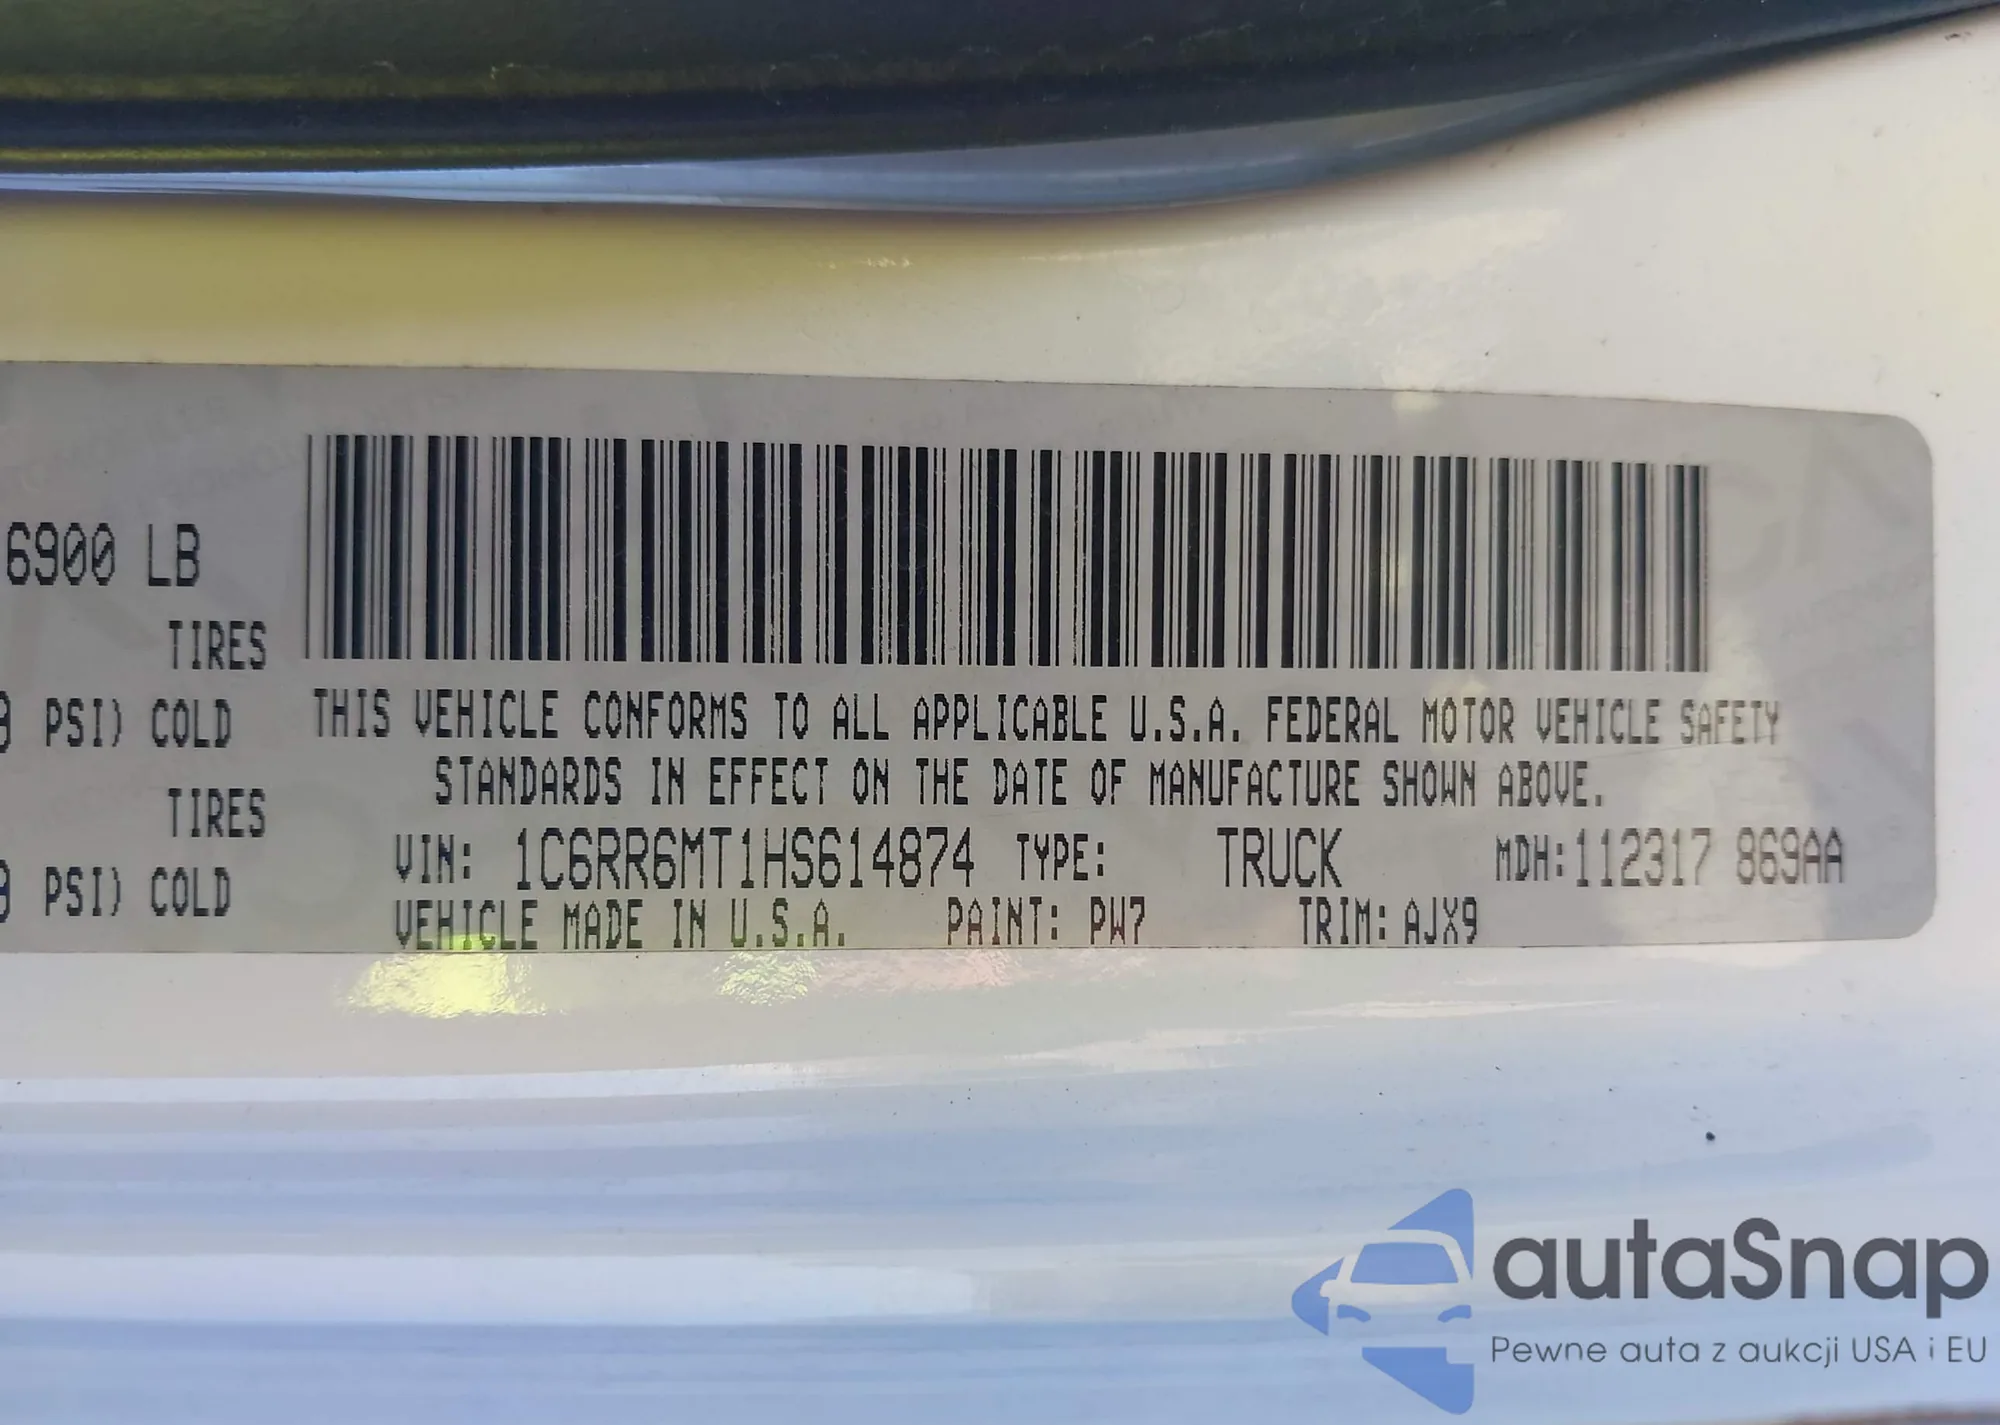 6900 LB
TIRES
PSI) COLD
TIRES
PSI) COLD
THIS VEHICLE CONFORMS TO ALL APPLICABLE U.S.A. FEDERAL MOTOR VEHICLE SAFETY
STANDARDS IN EFFECT ON THE DATE OF MANUFACTURE SHOWN ABOVE.
VIN: 1C6RR6MT1HS614874 TYPE: TRUCK MDH:112317 869AA
VEHICLE MADE IN U.S.A. PAINT: PW7 TRIM: AJX9
autaSnap
Pewne auta z aukcji USA i EU